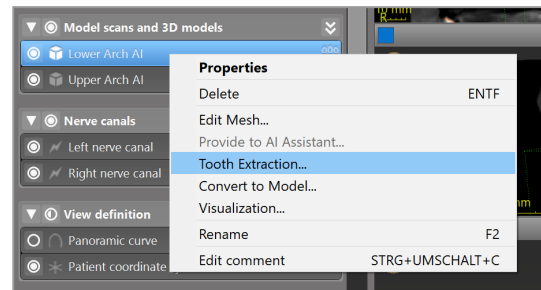 10 mm
Model scans and 3D models
Lower Arch AI
Upper Arch AI
Nerve canals
Left nerve canal
Right nerve canal
View definition
Panoramic curve
Patient coordinate
Properties
Delete ENTF
Edit Mesh...
Provide to AI Assistant...
Tooth Extraction...
Convert to Model...
Visualization...
Rename F2
Edit comment STRG+UMSCHALT+C